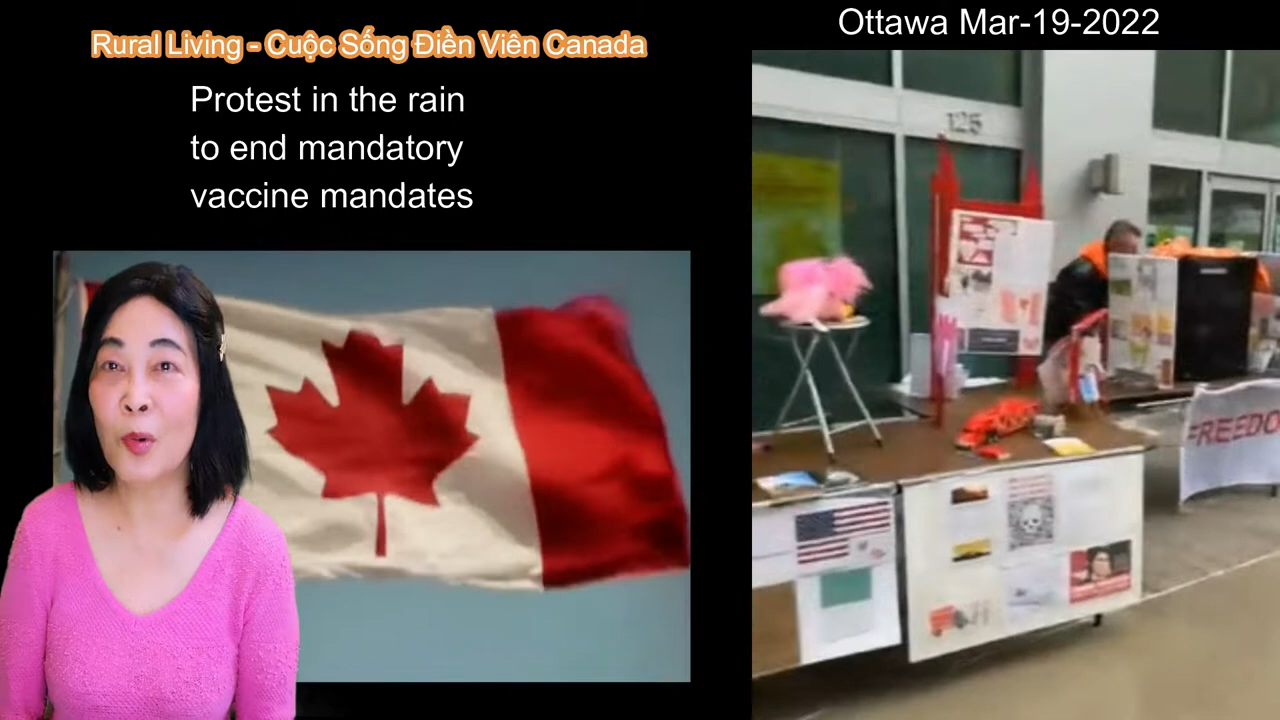 Rural Living - Cuộc Sống Điền Viên Canada
Protest in the rain
to end mandatory
vaccine mandates
Ottawa Mar-19-2022
125
FREEDO